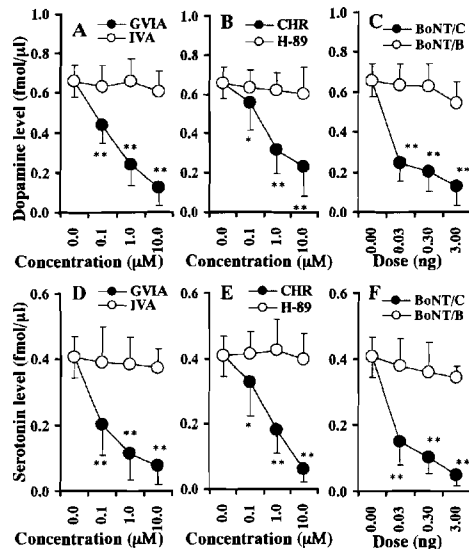 A
GVIA
IVA
B
CHR
H-89
C
BoNT/C
BoNT/B
Dopamine level (fmol/μl)
1.0
0.8
0.6
0.4
0.2
0.0
**
**
**
0.0
0.1
1.0
10.0
Concentration (μM)
1.0
0.8
0.6
0.4
0.2
0.0
*
**
**
0.0
0.1
1.0
10.0
Concentration (μM)
1.0
0.8
0.6
0.4
0.2
0.0
**
**
**
0.00
0.03
0.30
3.00
Dose (ng)
D
GVIA
IVA
E
CHR
H-89
F
BoNT/C
BoNT/B
Serotonin level (fmol/μl)
0.6
0.4
0.2
0.0
**
**
**
0.0
0.1
1.0
10.0
Concentration (μM)
0.6
0.4
0.2
0.0
*
**
**
0.0
0.1
1.0
10.0
Concentration (μM)
0.6
0.4
0.2
0.0
**
**
**
0.00
0.03
0.30
3.00
Dose (ng)